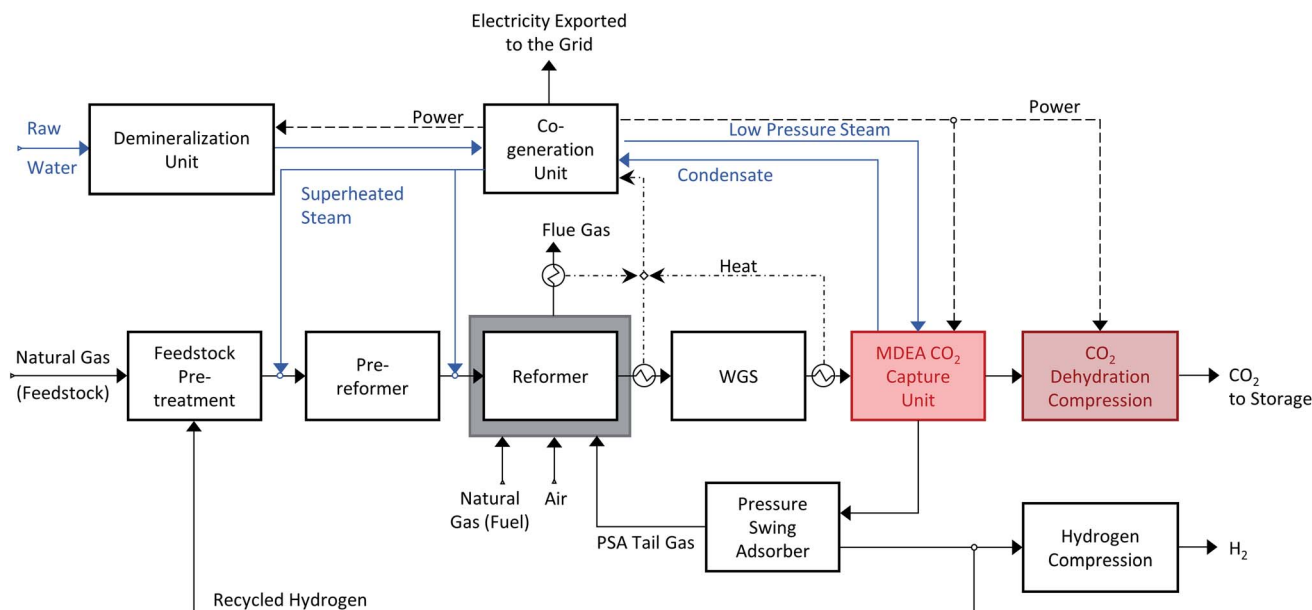 Electricity Exported
to the Grid
Raw
Water
Demineralization
Unit
Power
Co-
generation
Unit
Power
Low Pressure Steam
Condensate
Superheated
Steam
Flue Gas
Heat
Natural Gas
(Feedstock)
Feedstock
Pre-
treatment
Pre-
reformer
Reformer
WGS
MDEA CO₂
Capture
Unit
CO₂
Dehydration
Compression
CO₂
to Storage
Natural
Gas (Fuel)
Air
PSA Tail Gas
Pressure
Swing
Adsorber
Hydrogen
Compression
H₂
Recycled Hydrogen